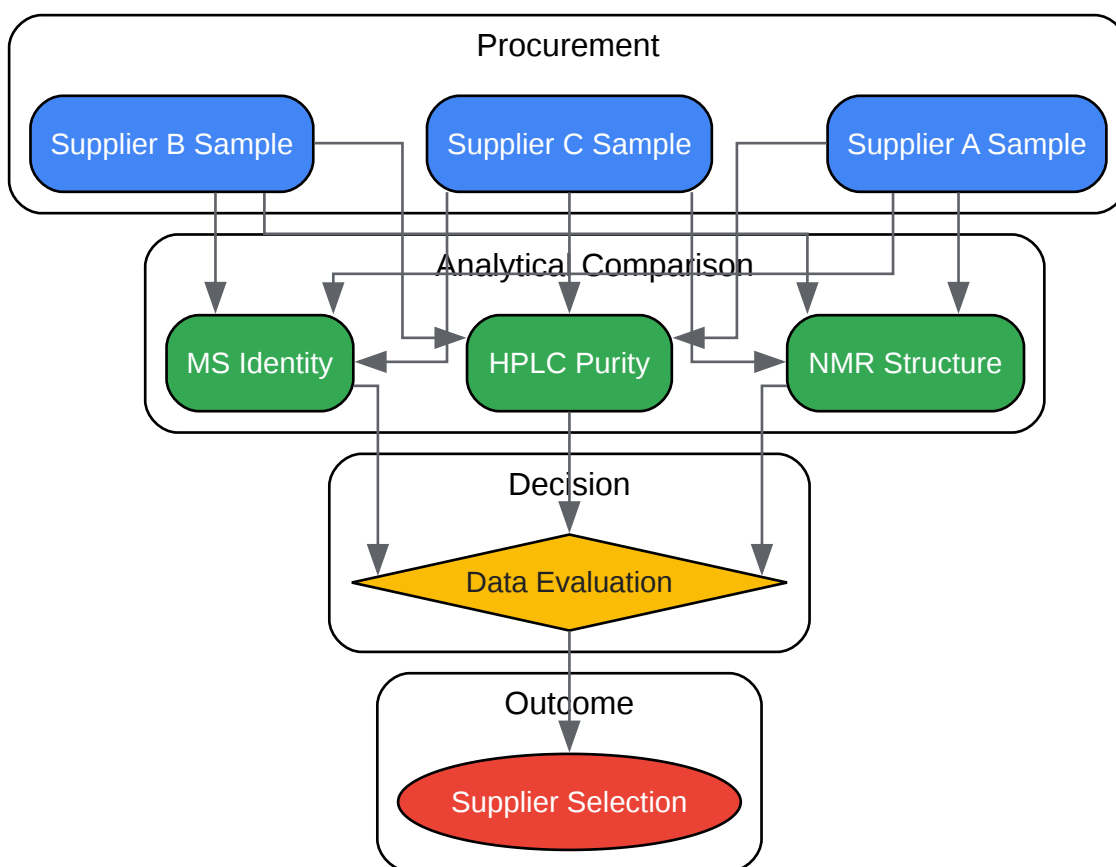 Procurement
Supplier B Sample
Supplier C Sample
Supplier A Sample
Analytical Comparison
MS Identity
HPLC Purity
NMR Structure
Decision
Data Evaluation
Outcome
Supplier Selection